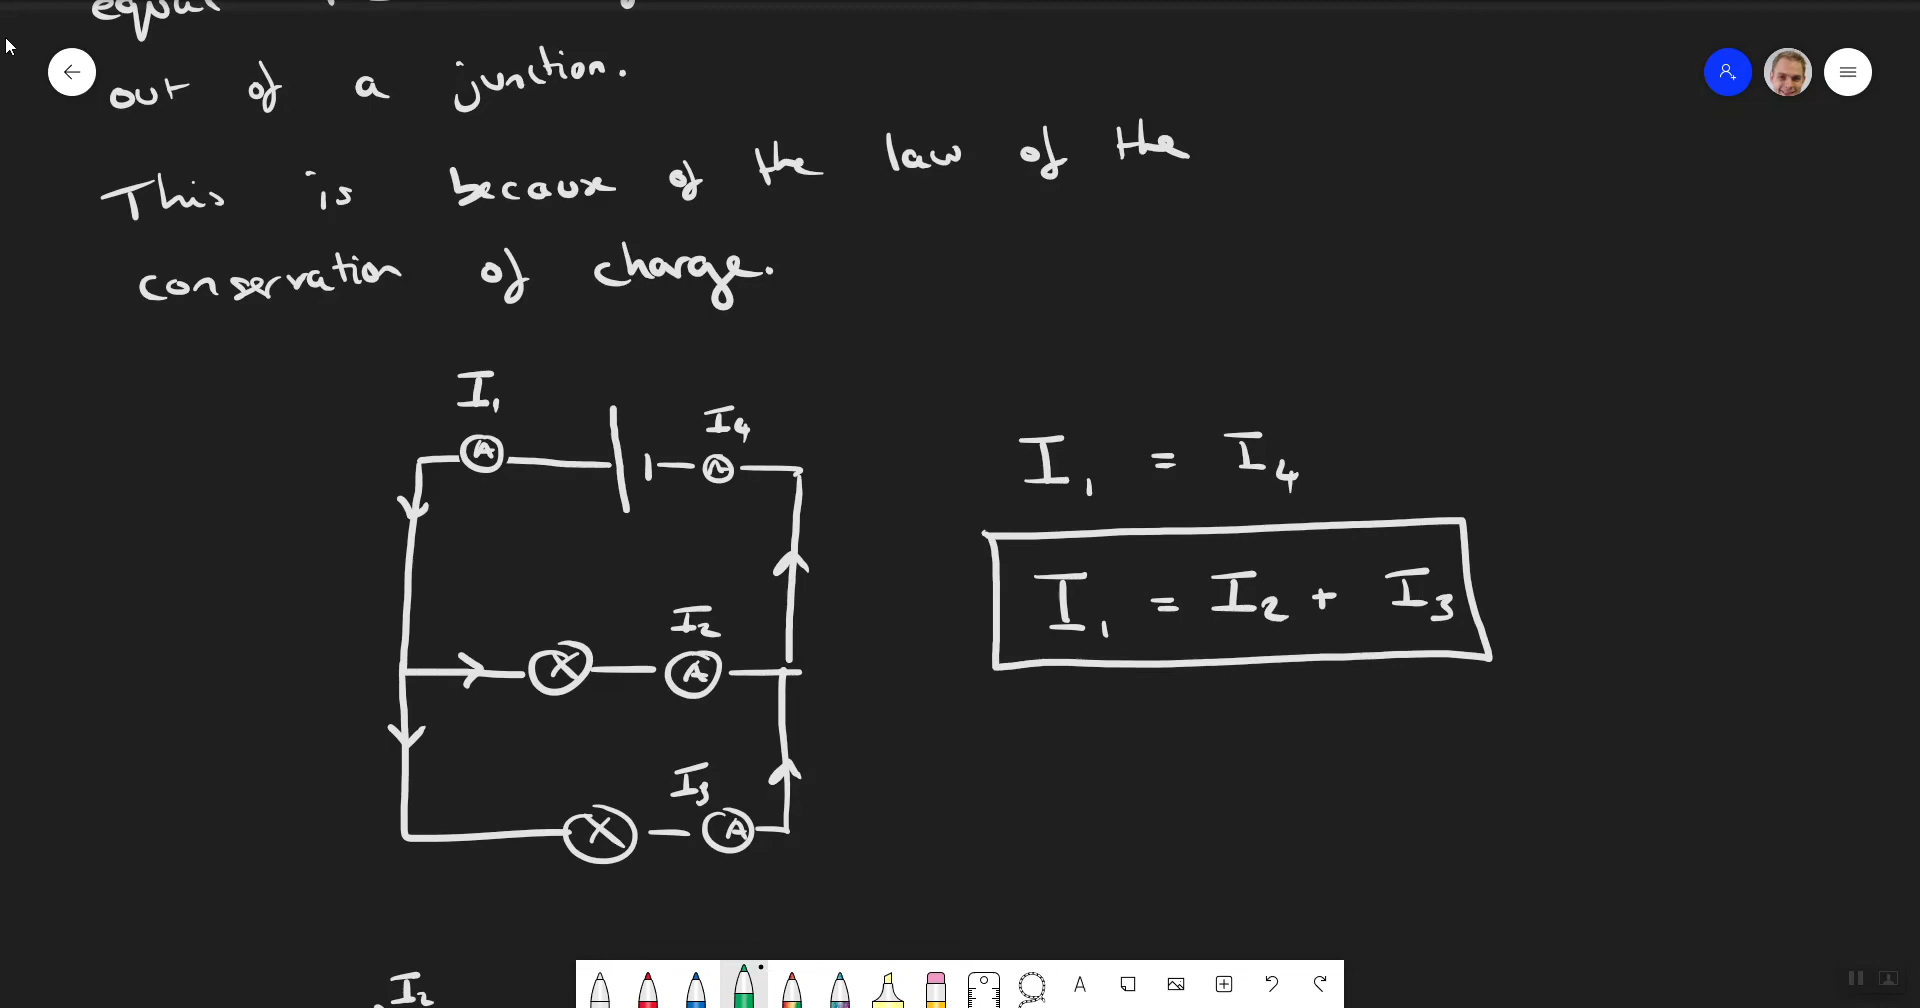 equal
out of a junction.
This is because of the law of the
conservation of charge.
I₁
I₄
A
I₁ = I₄
I₂
A
I₁ = I₂ + I₃
I₃
A
I₂
A